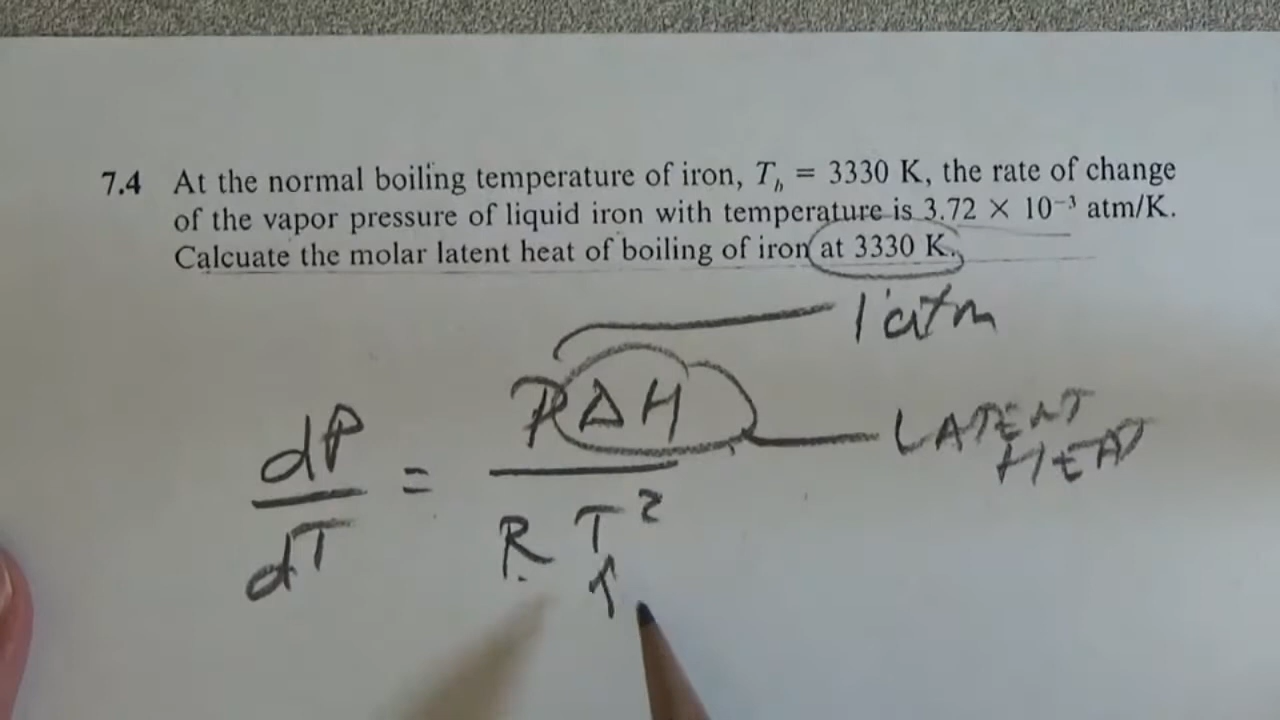 7.4 At the normal boiling temperature of iron, T_b = 3330 K, the rate of change
of the vapor pressure of liquid iron with temperature is 3.72 × 10⁻³ atm/K.
Calcuate the molar latent heat of boiling of iron at 3330 K.
1 atm
PΔH
LATENT
HEAT
dP
=
dT
R T²